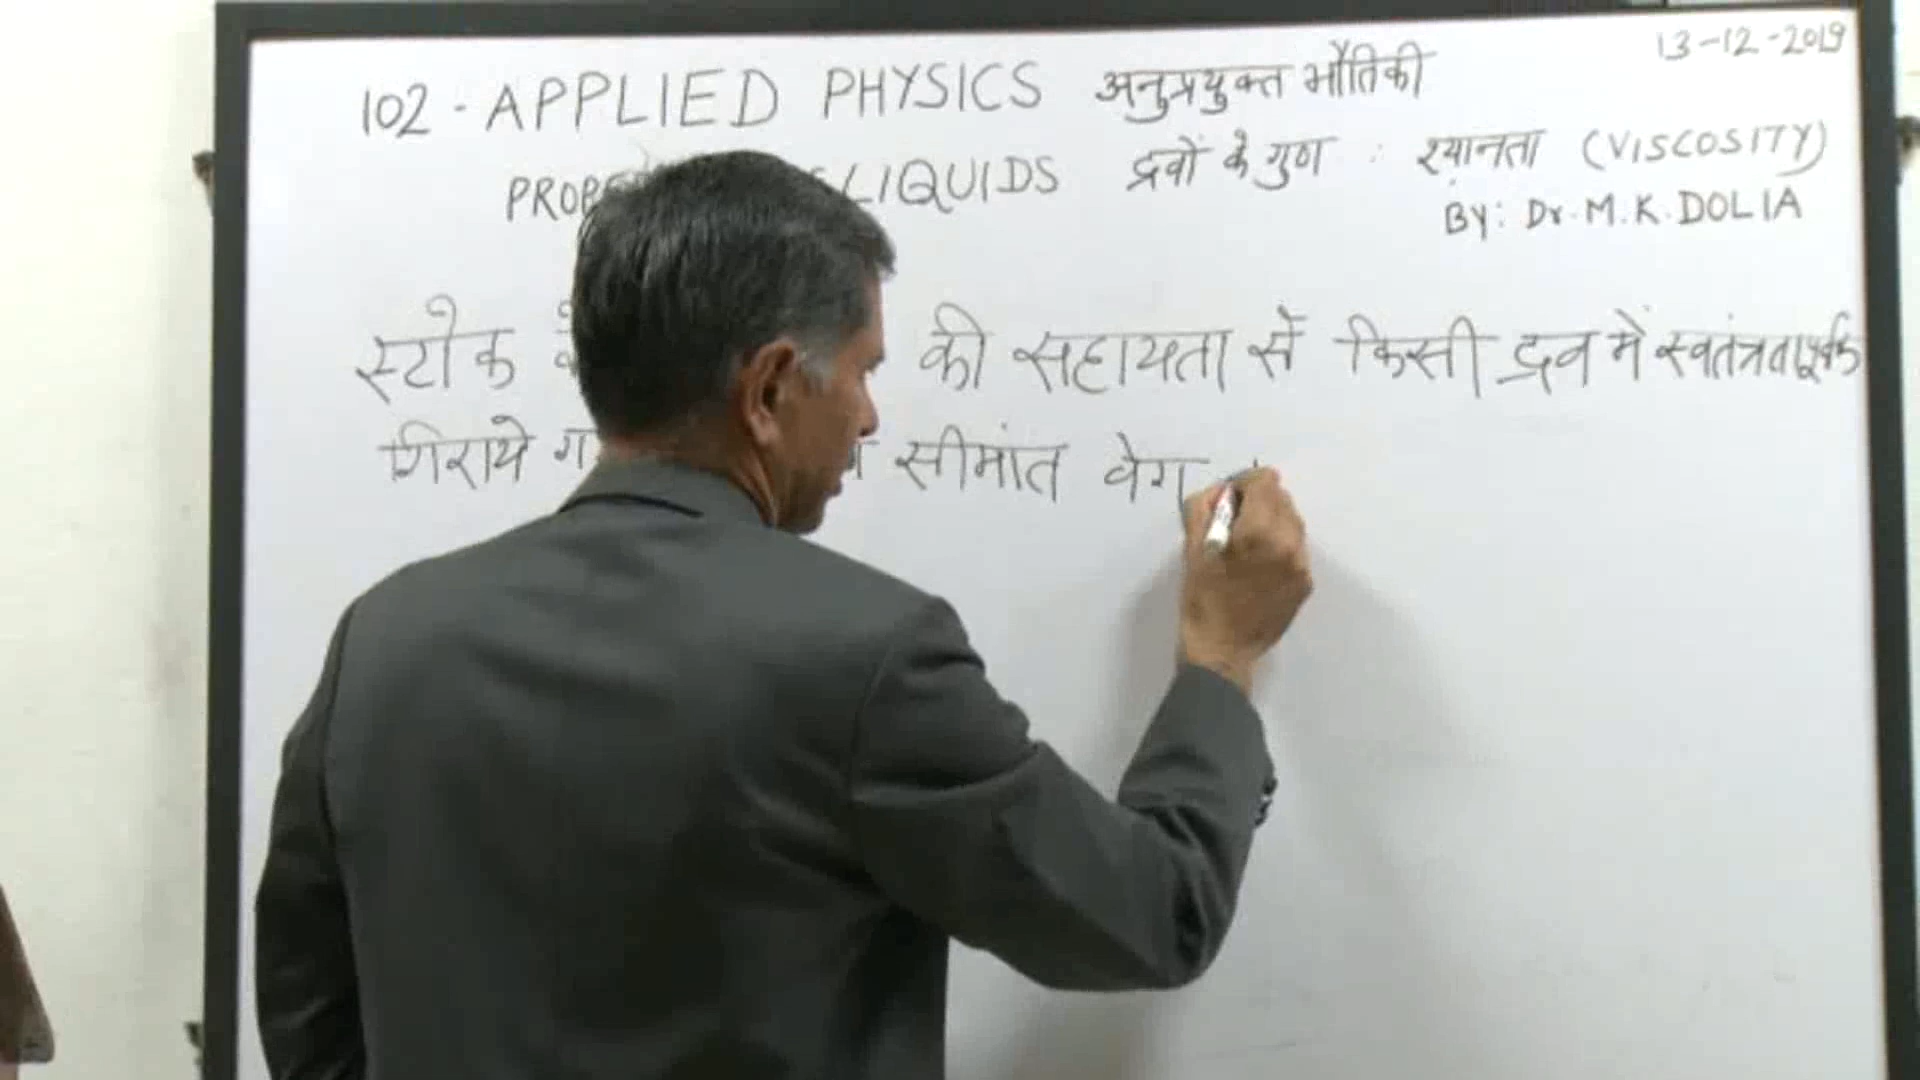 13-12-2019
102 - APPLIED PHYSICS अनुप्रयुक्त भौतिकी
LIQUIDS द्रवों के गुण : श्यानता (VISCOSITY)
BY: Dr. M. K. DOLIA
स्टोक की सहायता से किसी द्रव में स्वतंत्रतापूर्वक
गिराये सीमांत वेग